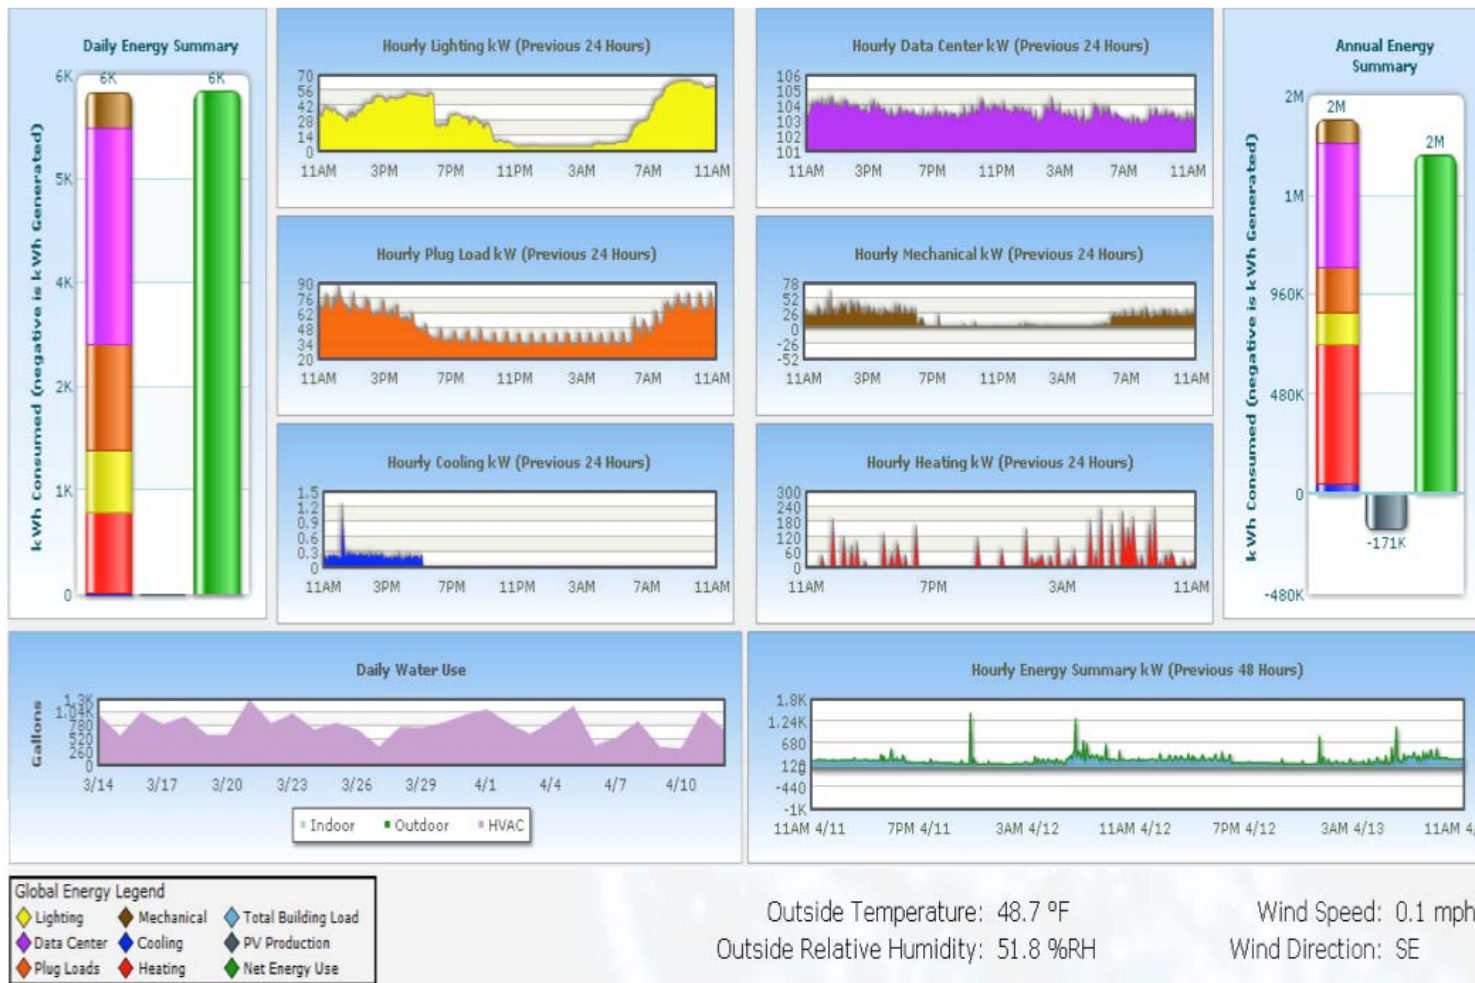 Daily Energy Summary
kWh Consumed (negative is kWh Generated)
6K
5K
4K
2K
1K
0
6K
6K
Hourly Lighting kW (Previous 24 Hours)
70
56
42
28
14
0
11AM 3PM 7PM 11PM 3AM 7AM 11AM
Hourly Data Center kW (Previous 24 Hours)
106
105
104
103
102
101
11AM 3PM 7PM 11PM 3AM 7AM 11AM
Annual Energy
Summary
kWh Consumed (negative is kWh Generated)
2M
1M
960K
480K
0
-480K
2M
2M
-171K
Hourly Plug Load kW (Previous 24 Hours)
90
76
62
48
34
20
11AM 3PM 7PM 11PM 3AM 7AM 11AM
Hourly Mechanical kW (Previous 24 Hours)
78
52
26
0
-26
-52
11AM 3PM 7PM 11PM 3AM 7AM 11AM
Hourly Cooling kW (Previous 24 Hours)
1.5
1.2
0.9
0.6
0.3
0
11AM 3PM 7PM 11PM 3AM 7AM 11AM
Hourly Heating kW (Previous 24 Hours)
300
240
180
120
60
0
11AM 7PM 3AM 11AM
Daily Water Use
Gallons
1.3K
1.04K
780
520
260
0
3/14 3/17 3/20 3/23 3/26 3/29 4/1 4/4 4/7 4/10
Indoor Outdoor HVAC
Hourly Energy Summary kW (Previous 48 Hours)
1.8K
1.24K
680
120
0
-440
-1K
11AM 4/11 7PM 4/11 3AM 4/12 11AM 4/12 7PM 4/12 3AM 4/13 11AM 4/
Global Energy Legend
Lighting Mechanical Total Building Load
Data Center Cooling PV Production
Plug Loads Heating Net Energy Use
Outside Temperature: 48.7 ºF Wind Speed: 0.1 mph
Outside Relative Humidity: 51.8 %RH Wind Direction: SE